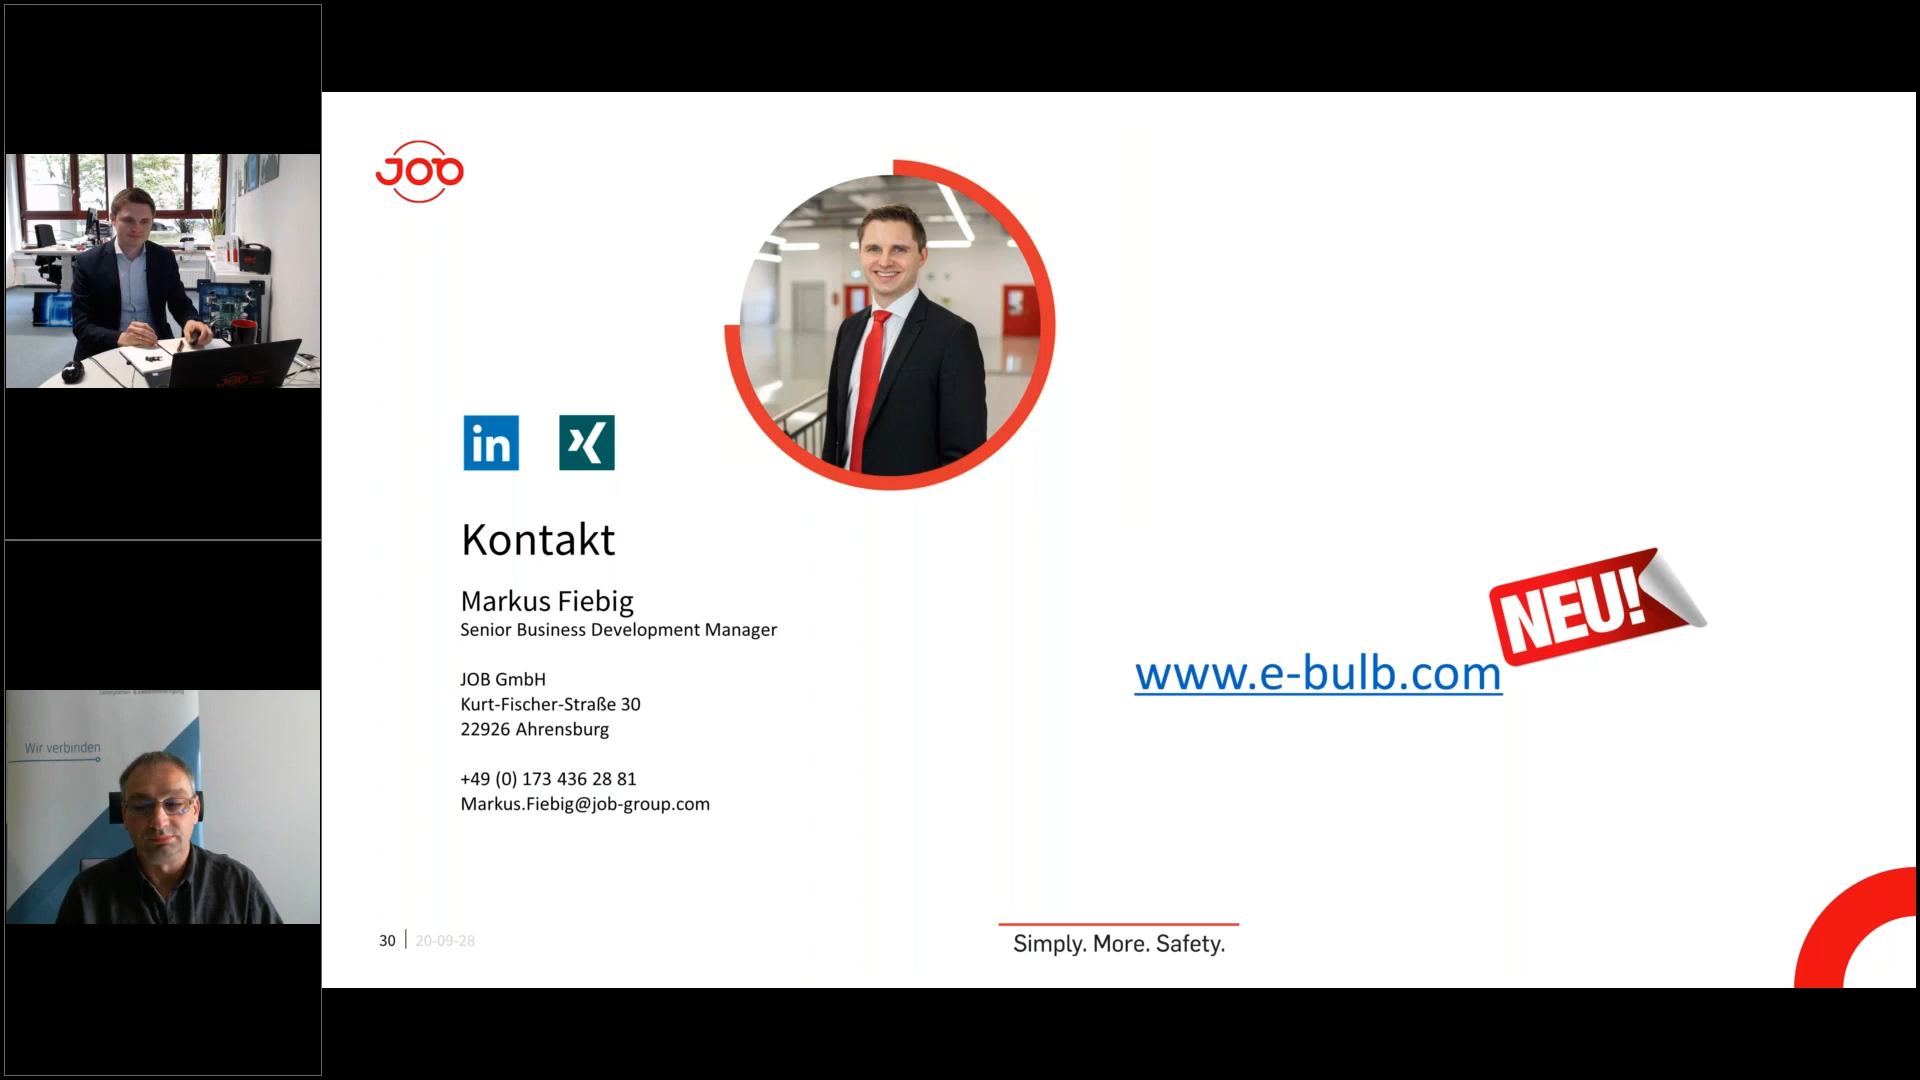 JOB
in
Kontakt
Markus Fiebig
Senior Business Development Manager
JOB GmbH
Kurt-Fischer-Straße 30
22926 Ahrensburg
+49 (0) 173 436 28 81
Markus.Fiebig@job-group.com
NEU!
www.e-bulb.com
30
20-09-28
Simply. More. Safety.
Wir verbinden